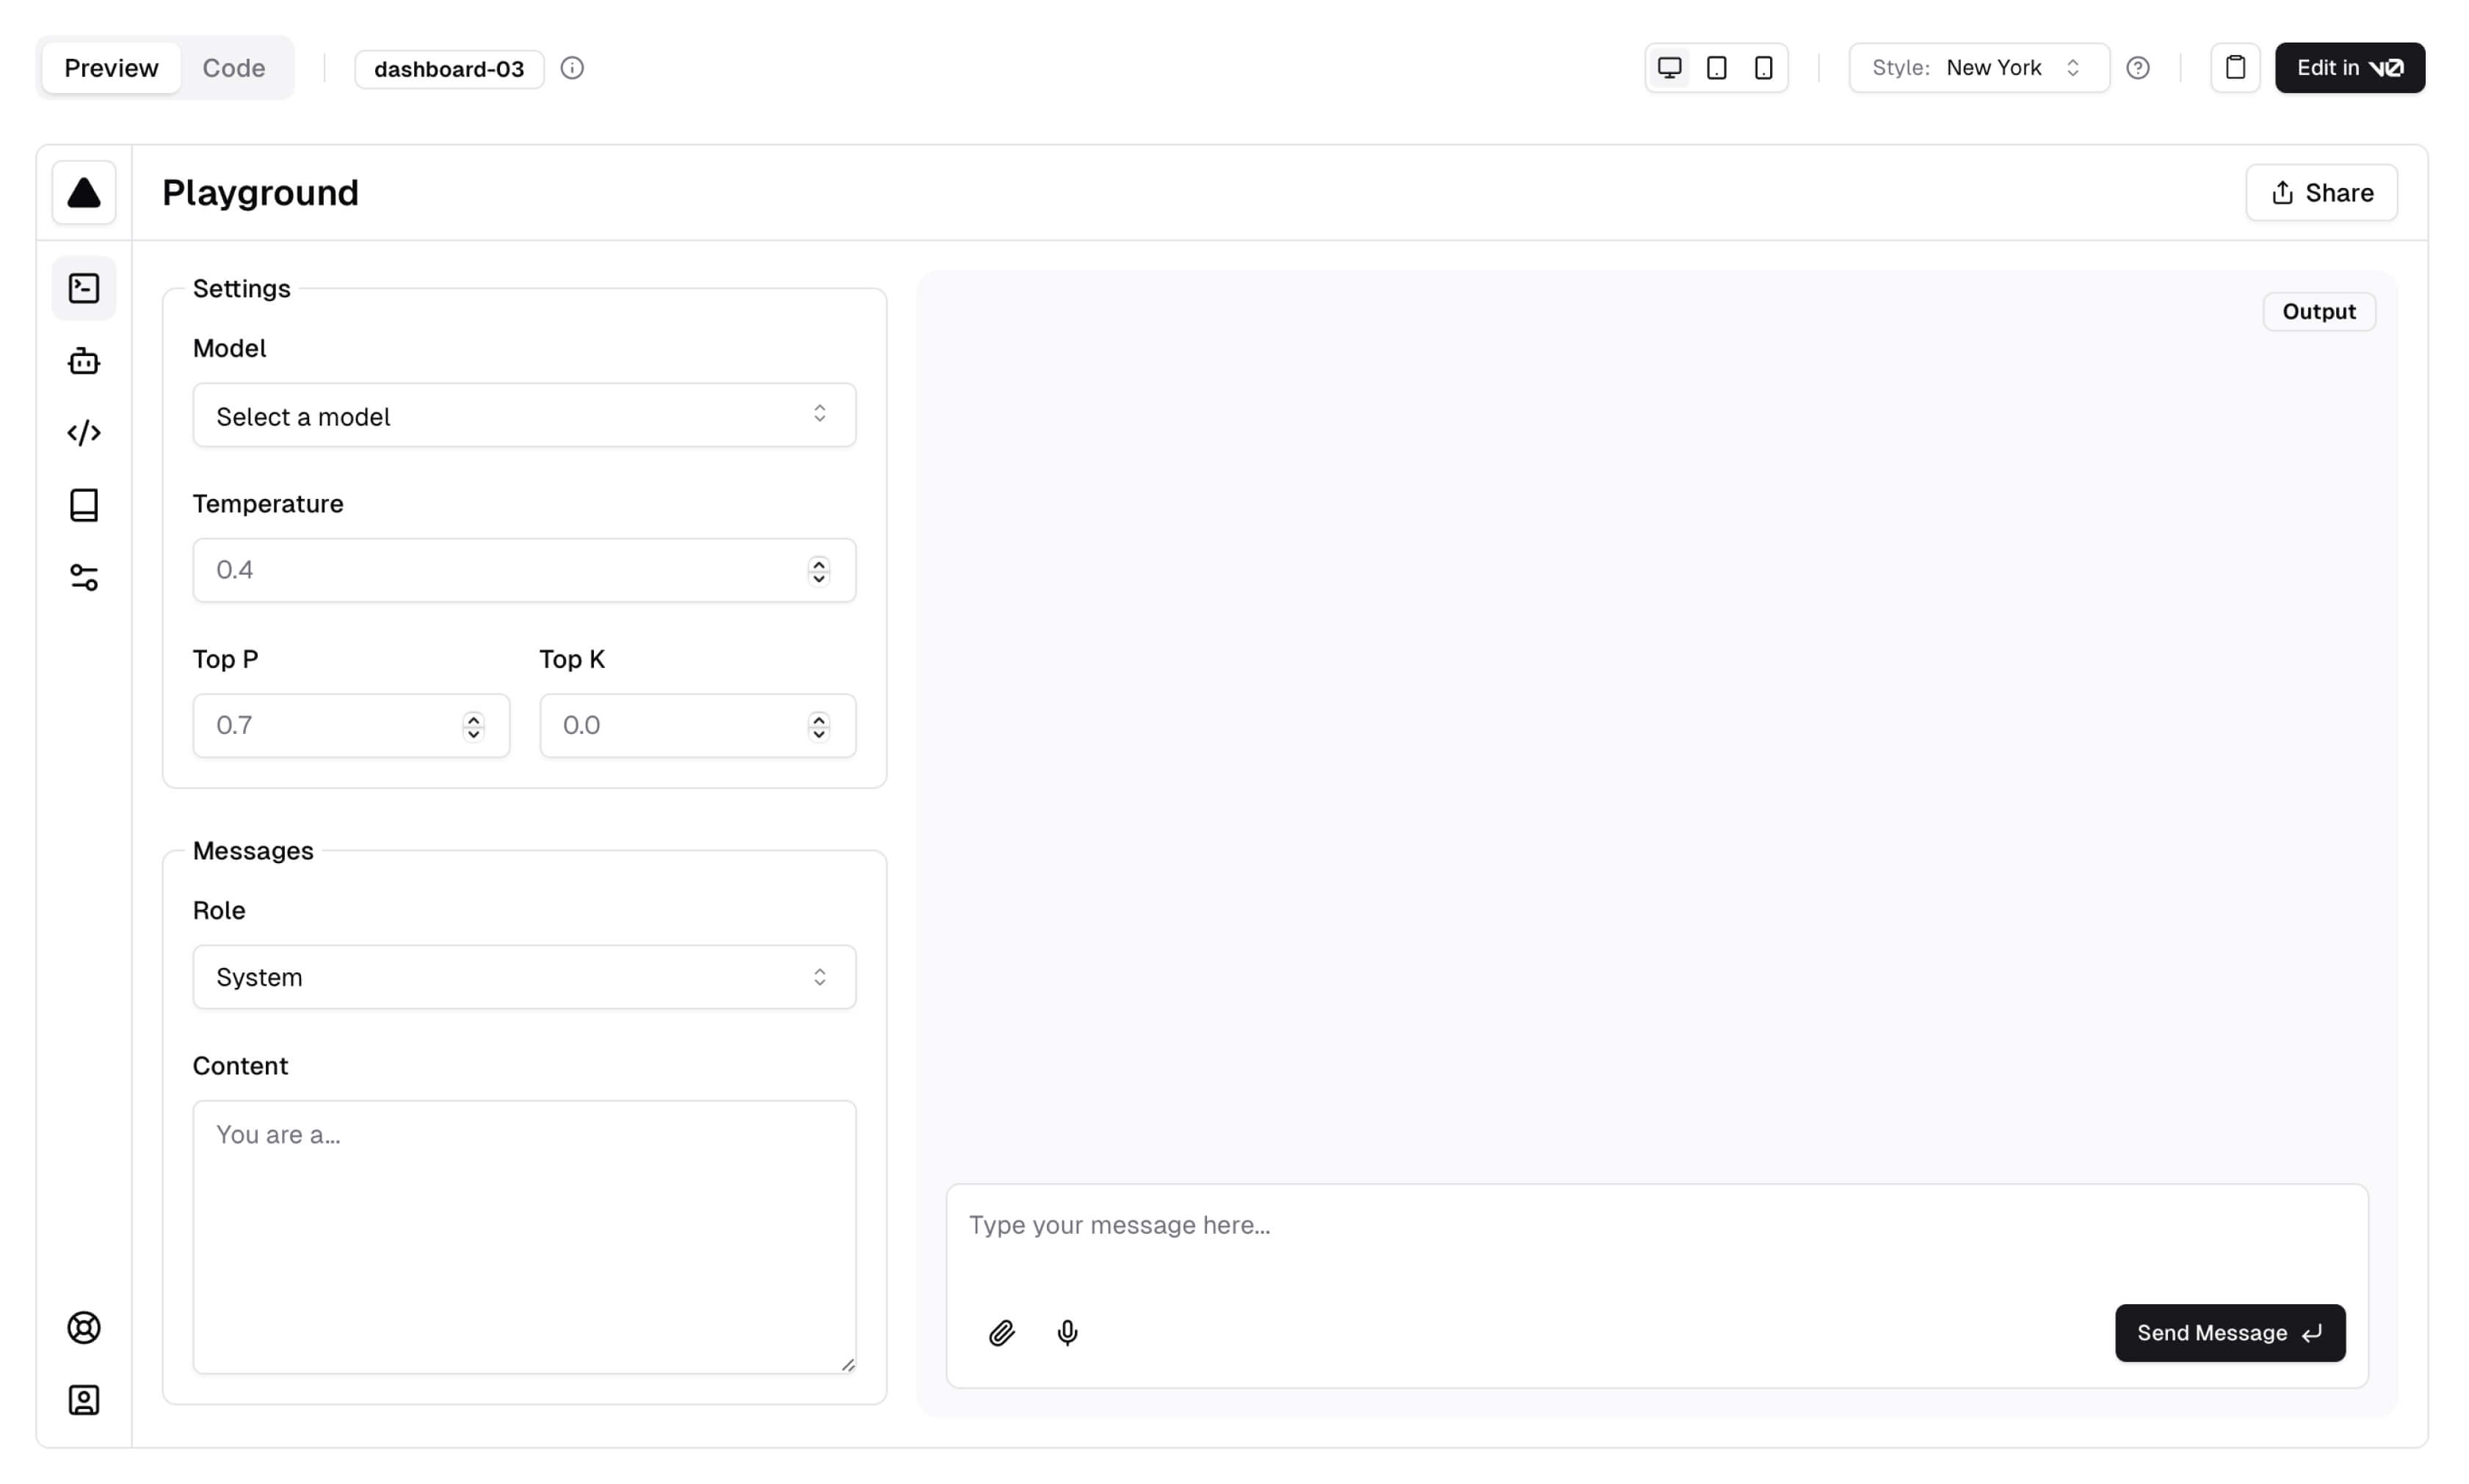 Preview Code dashboard-03 Style: New York Edit in v0
Playground Share
Settings
Model
Select a model
Temperature
0.4
Top P Top K
0.7 0.0
Messages
Role
System
Content
You are a...
Output
Type your message here...
Send Message